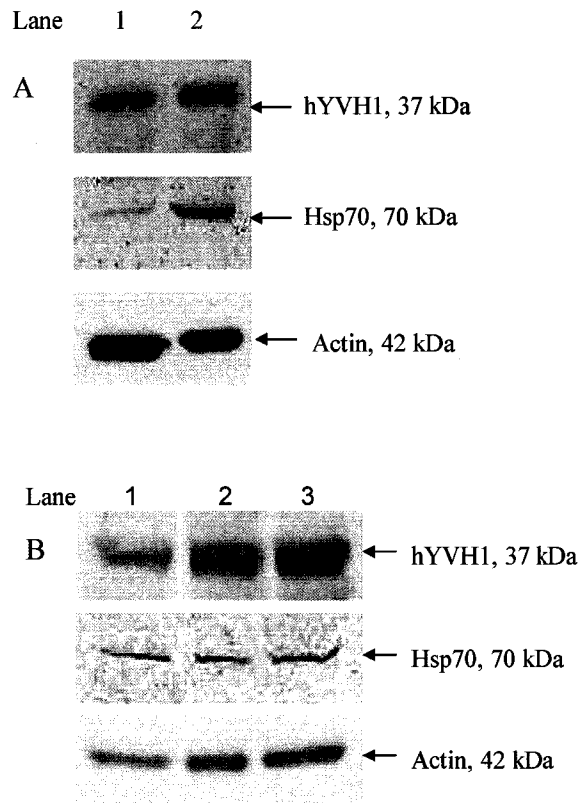 Lane 1 2
A
hYVH1, 37 kDa
Hsp70, 70 kDa
Actin, 42 kDa
Lane 1 2 3
B
hYVH1, 37 kDa
Hsp70, 70 kDa
Actin, 42 kDa